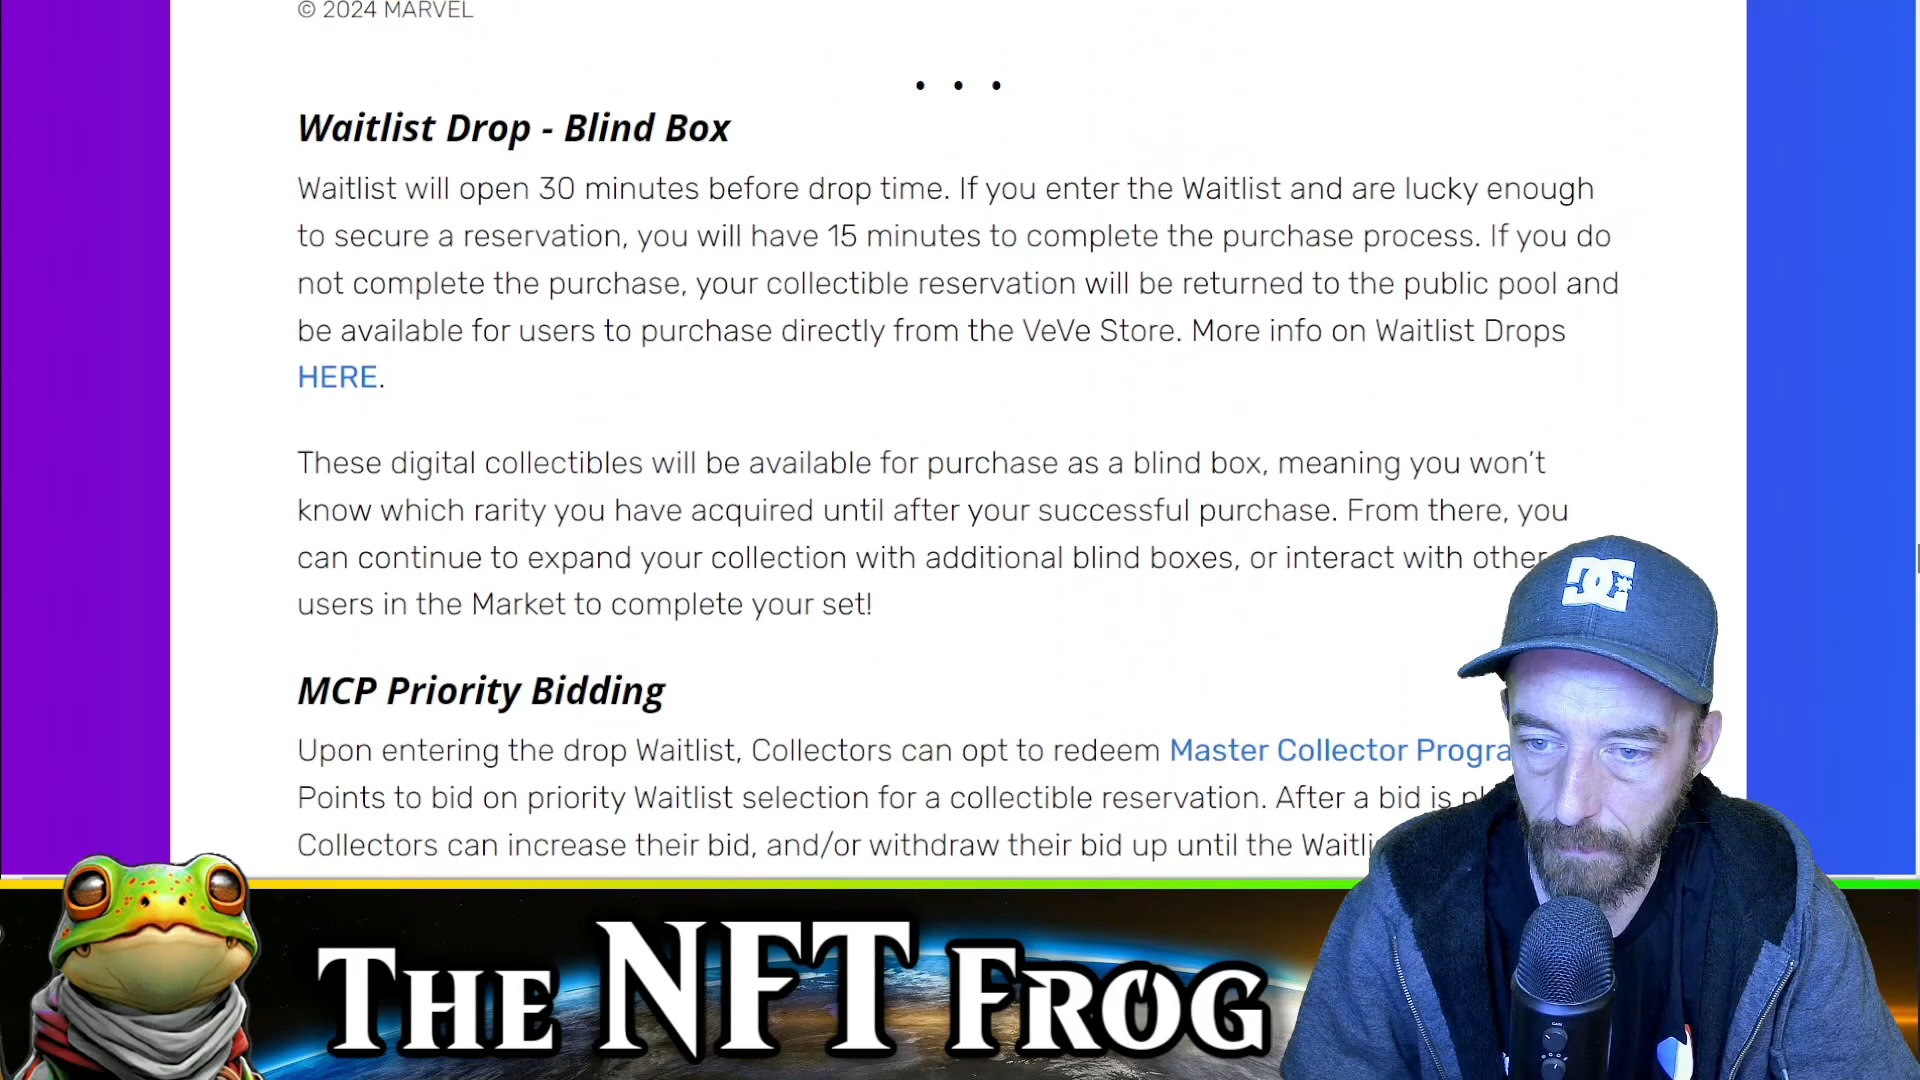 © 2024 MARVEL
• • •
Waitlist Drop - Blind Box
Waitlist will open 30 minutes before drop time. If you enter the Waitlist and are lucky enough
to secure a reservation, you will have 15 minutes to complete the purchase process. If you do
not complete the purchase, your collectible reservation will be returned to the public pool and
be available for users to purchase directly from the VeVe Store. More info on Waitlist Drops
HERE.
These digital collectibles will be available for purchase as a blind box, meaning you won't
know which rarity you have acquired until after your successful purchase. From there, you
can continue to expand your collection with additional blind boxes, or interact with other
users in the Market to complete your set!
MCP Priority Bidding
Upon entering the drop Waitlist, Collectors can opt to redeem Master Collector
Points to bid on priority Waitlist selection for a collectible reservation. After a bid is
Collectors can increase their bid, and/or withdraw their bid up until the
DC
THE NFT FROG